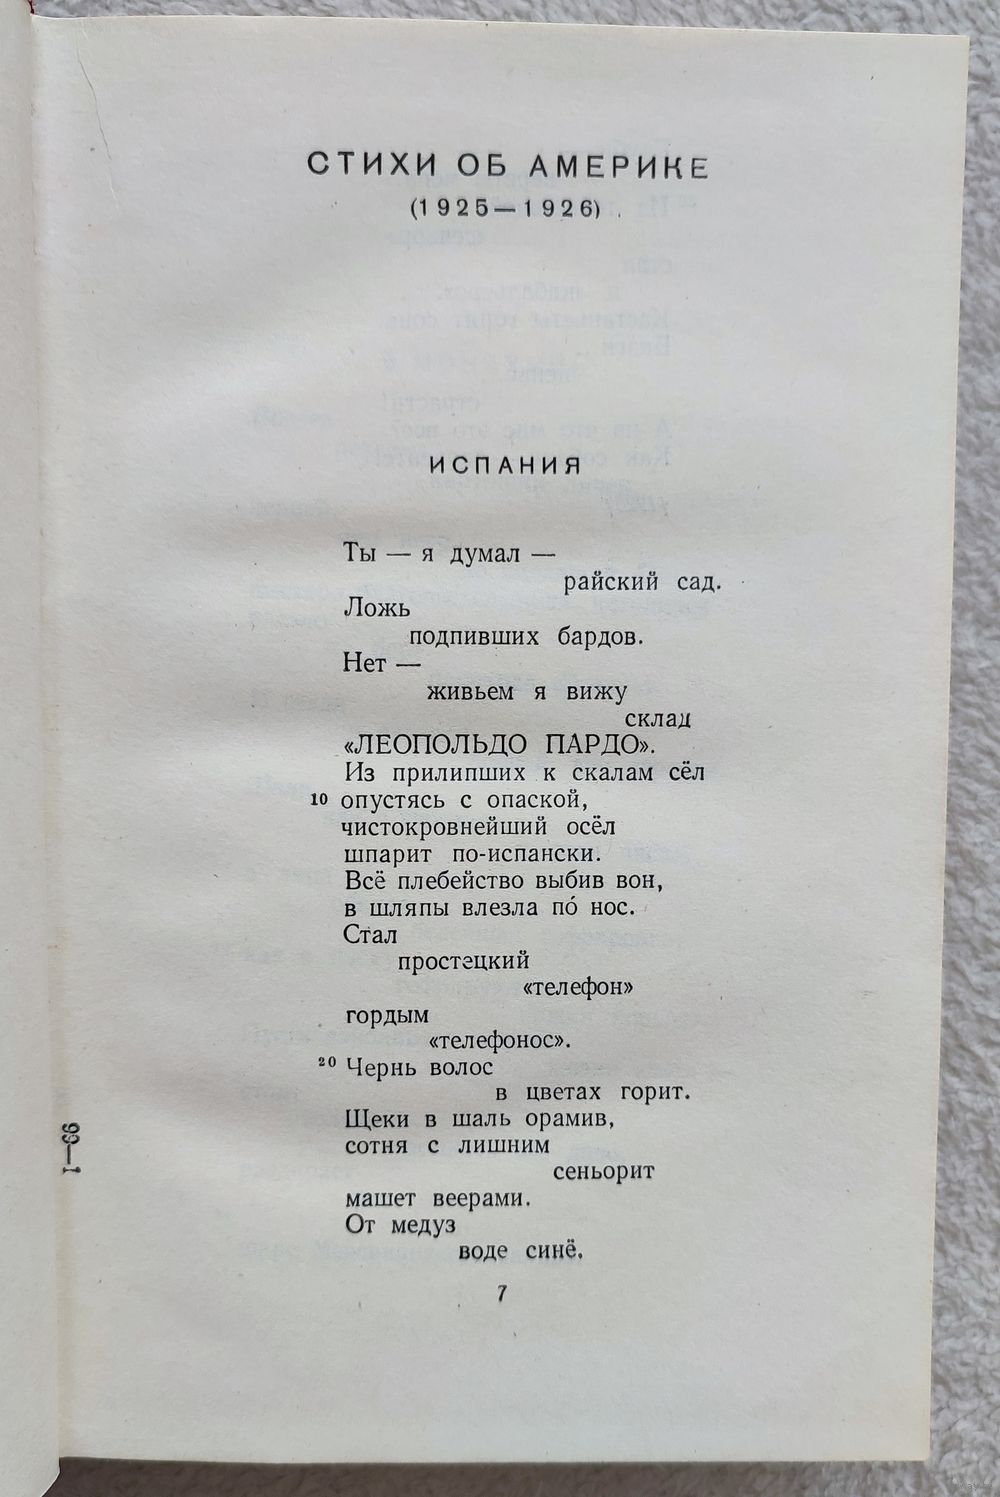 СТИХИ ОБ АМЕРИКЕ
(1925—1926)
ИСПАНИЯ
Ты — я думал —
райский сад.
Ложь
подпивших бардов.
Нет —
живьем я вижу
склад
«ЛЕОПОЛЬДО ПАРДО».
Из прилипших к скалам сёл
10 опустясь с опаской,
чистокровнейший осёл
шпарит по-испански.
Всё плебейство выбив вон,
в шляпы влезла по́ нос.
Стал
простецкий
«телефон»
гордым
«телефонос».
20 Чернь волос
в цветах горит.
Щеки в шаль орамив,
сотня с лишним
сеньорит
машет веерами.
От медуз
воде синё.
7
1—99